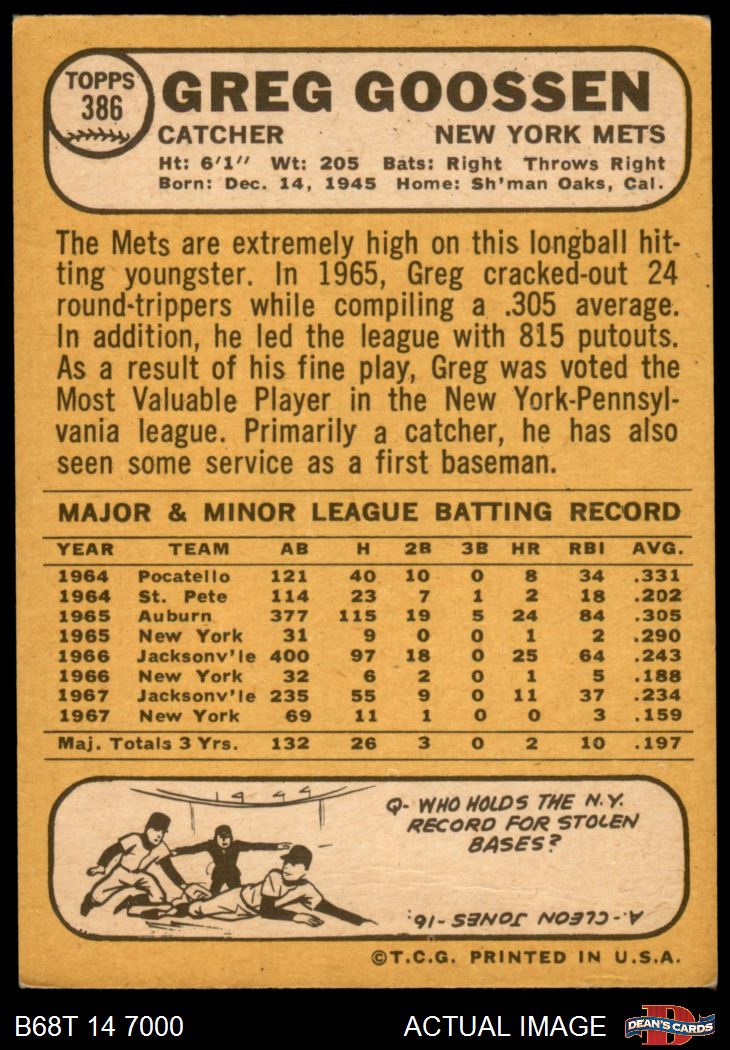 TOPPS
386
GREG GOOSSEN
CATCHER NEW YORK METS
Ht: 6'1" Wt: 205 Bats: Right Throws Right
Born: Dec. 14, 1945 Home: Sh'man Oaks, Cal.
The Mets are extremely high on this longball hit-
ting youngster. In 1965, Greg cracked-out 24
round-trippers while compiling a .305 average.
In addition, he led the league with 815 putouts.
As a result of his fine play, Greg was voted the
Most Valuable Player in the New York-Pennsyl-
vania league. Primarily a catcher, he has also
seen some service as a first baseman.
MAJOR & MINOR LEAGUE BATTING RECORD
YEAR TEAM AB H 2B 3B HR RBI AVG.
1964 Pocatello 121 40 10 0 8 34 .331
1964 St. Pete 114 23 7 1 2 18 .202
1965 Auburn 377 115 19 5 24 84 .305
1965 New York 31 9 0 0 1 2 .290
1966 Jacksonv'le 400 97 18 0 25 64 .243
1966 New York 32 6 2 0 1 5 .188
1967 Jacksonv'le 235 55 9 0 11 37 .234
1967 New York 69 11 1 0 0 3 .159
Maj. Totals 3 Yrs. 132 26 3 0 2 10 .197
Q- WHO HOLDS THE N.Y.
RECORD FOR STOLEN
BASES?
A- CLEON JONES-16.
©T.C.G. PRINTED IN U.S.A.
B68T 14 7000 ACTUAL IMAGE
D
DEAN'S CARDS